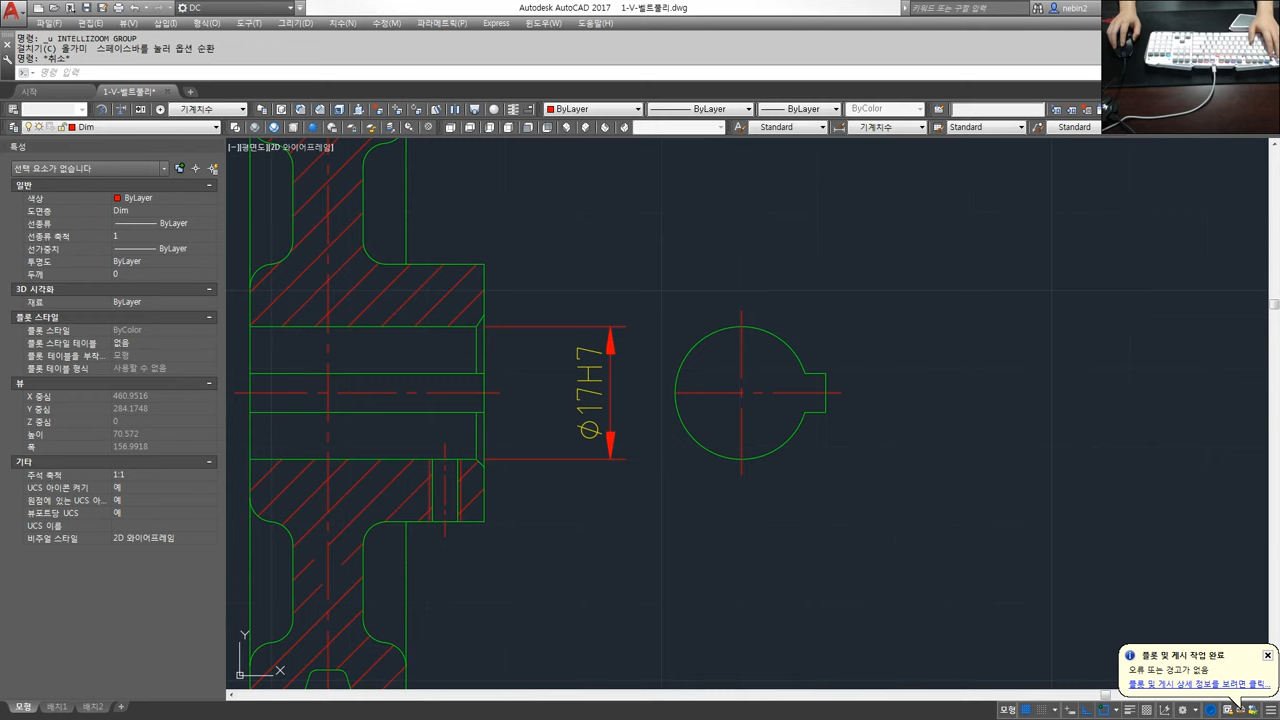 DC
Autodesk AutoCAD 2017   1-V-벨트풀리.dwg
키워드 또는 구절 입력
nebin2
파일(F) 편집(E) 뷰(V) 삽입(I) 형식(O) 도구(T) 그리기(D) 치수(N) 수정(M) 파라메트릭(P) Express 윈도우(W) 도움말(H)
명령: _u INTELLIZOOM GROUP
걸치기(C) 올가미  스페이스바를 눌러 옵션 순환
명령: *취소*
명령 입력
시작 1-V-벨트풀리*
기계치수 ByLayer ByLayer ByLayer ByColor
Dim Standard 기계치수 Standard Standard
특성
[-][평면도][2D 와이어프레임]
선택 요소가 없습니다
일반
색상 ByLayer
도면층 Dim
선종류 ByLayer
선종류 축척 1
선가중치 ByLayer
투명도 ByLayer
두께 0
3D 시각화
재료 ByLayer
플롯 스타일
플롯 스타일 ByColor
플롯 스타일 테이블 없음
플롯 테이블을 부착... 모형
플롯 테이블 형식 사용할 수 없음
뷰
X 중심 460.9516
Y 중심 284.1748
Z 중심 0
높이 70.572
폭 156.9918
기타
주석 축척 1:1
UCS 아이콘 켜기 예
원점에 있는 UCS 아... 예
뷰포트당 UCS 예
UCS 이름
비주얼 스타일 2D 와이어프레임
Ø17H7
Y
X
플롯 및 게시 작업 완료
오류 또는 경고가 없음
플롯 및 게시 상세 정보를 보려면 클릭...
모형 배치1 배치2 +
모형